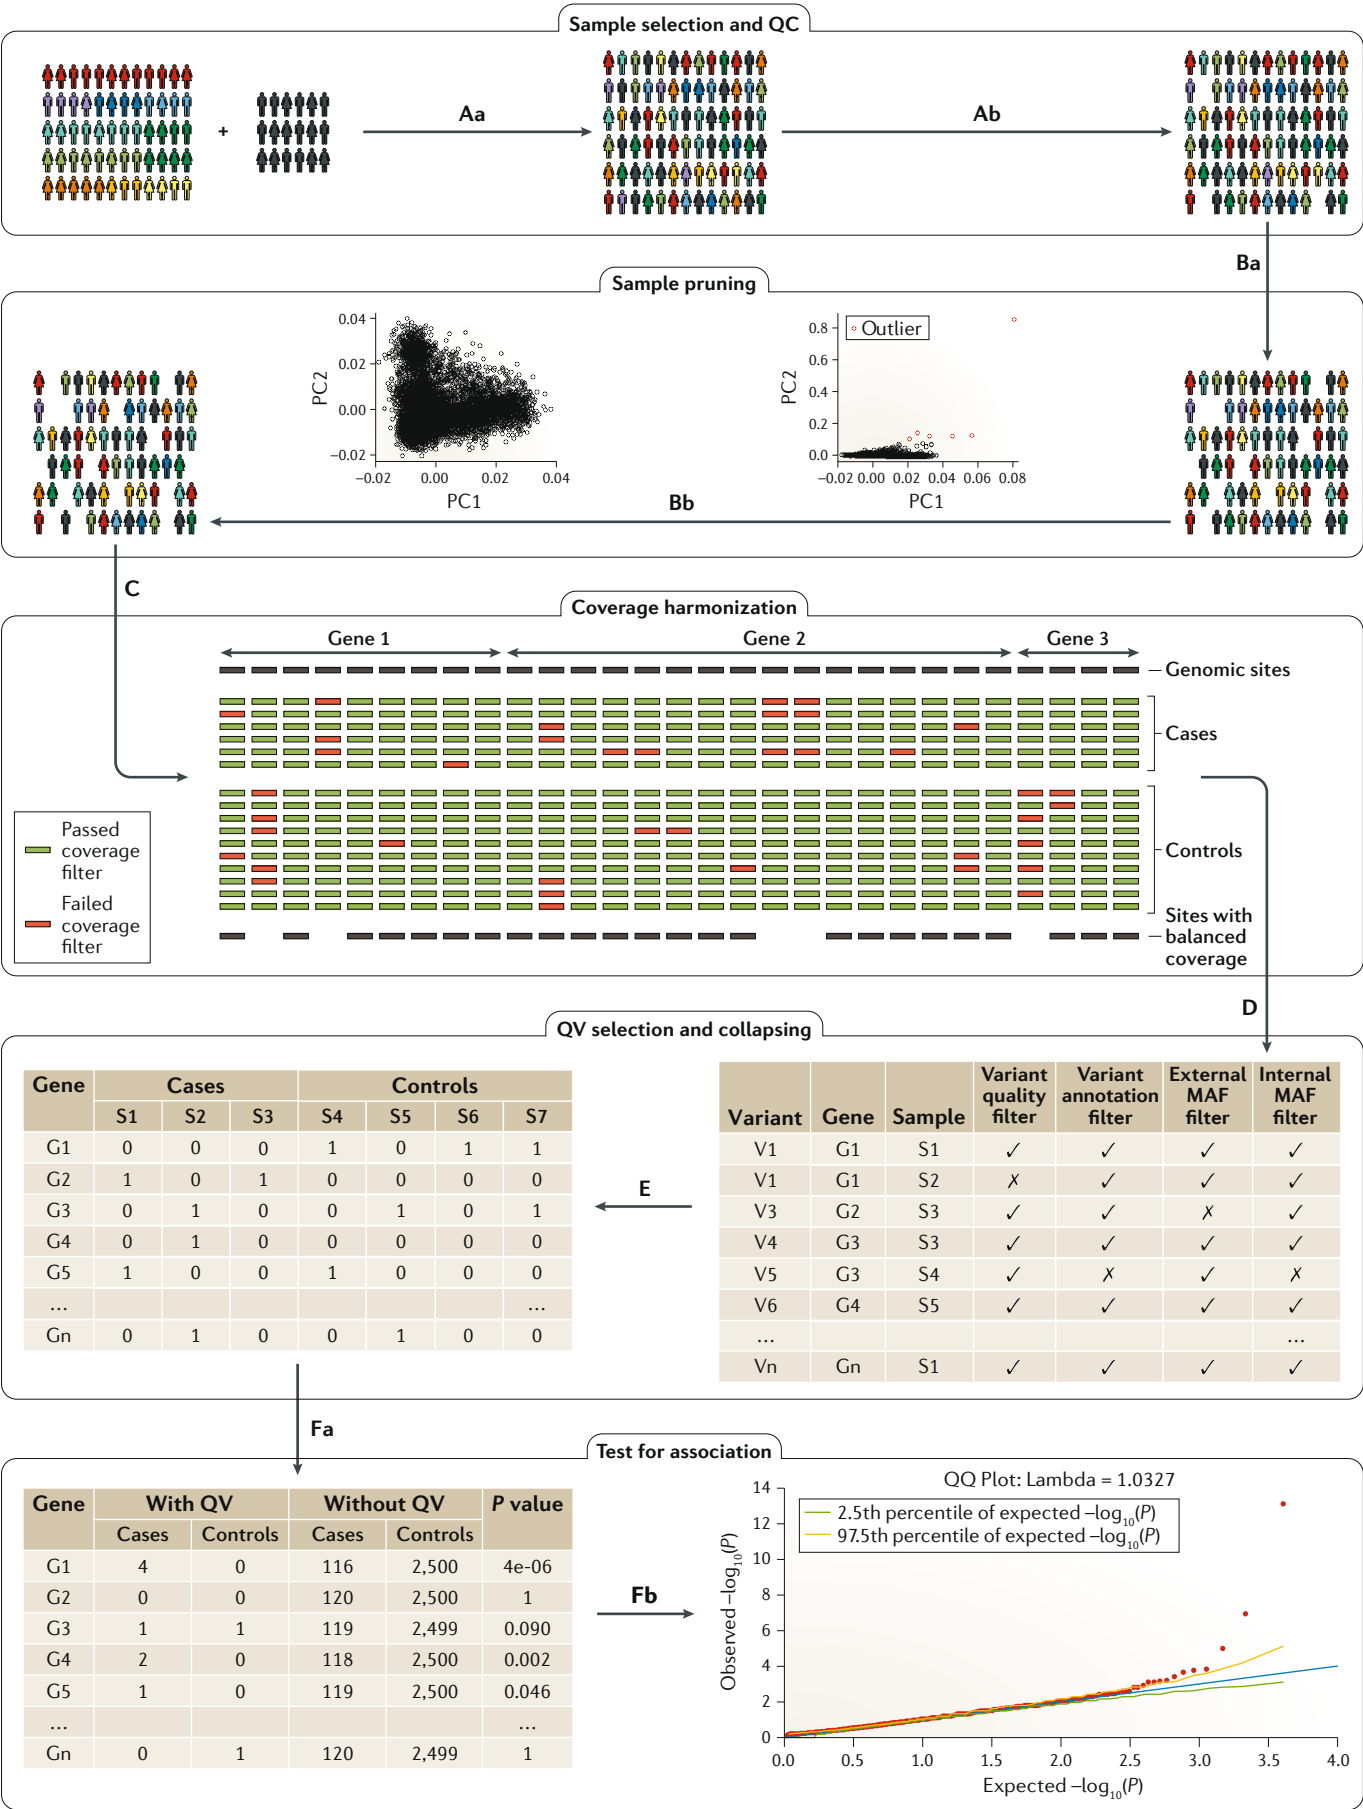 Sample selection and QC
+
Aa
Ab
Ba
Sample pruning
0.04
0.02
0.00
−0.02
PC2
−0.02
0.00
0.02
0.04
PC1
Outlier
0.8
0.6
0.4
0.2
0.0
PC2
−0.02
0.00
0.02
0.04
0.06
0.08
PC1
Bb
C
Coverage harmonization
Gene 1
Gene 2
Gene 3
Genomic sites
Cases
Controls
Sites with
balanced
coverage
Passed
coverage
filter
Failed
coverage
filter
D
QV selection and collapsing
Gene Cases Controls
S1 S2 S3 S4 S5 S6 S7
G1 0 0 0 1 0 1 1
G2 1 0 1 0 0 0 0
G3 0 1 0 0 1 0 1
G4 0 1 0 0 0 0 0
G5 1 0 0 1 0 0 0
... ...
Gn 0 1 0 0 1 0 0
E
Variant Gene Sample
Variant
quality
filter
Variant
annotation
filter
External
MAF
filter
Internal
MAF
filter
V1 G1 S1 ✓ ✓ ✓ ✓
V1 G1 S2 ✗ ✓ ✓ ✓
V3 G2 S3 ✓ ✓ ✗ ✓
V4 G3 S3 ✓ ✓ ✓ ✓
V5 G3 S4 ✓ ✗ ✓ ✗
V6 G4 S5 ✓ ✓ ✓ ✓
... ...
Vn Gn S1 ✓ ✓ ✓ ✓
Fa
Test for association
Gene With QV Without QV P value
Cases Controls Cases Controls
G1 4 0 116 2,500 4e-06
G2 0 0 120 2,500 1
G3 1 1 119 2,499 0.090
G4 2 0 118 2,500 0.002
G5 1 0 119 2,500 0.046
... ...
Gn 0 1 120 2,499 1
Fb
QQ Plot: Lambda = 1.0327
2.5th percentile of expected −log10(P)
97.5th percentile of expected −log10(P)
14
12
10
8
6
4
2
0
Observed −log10(P)
0.0
0.5
1.0
1.5
2.0
2.5
3.0
3.5
4.0
Expected −log10(P)